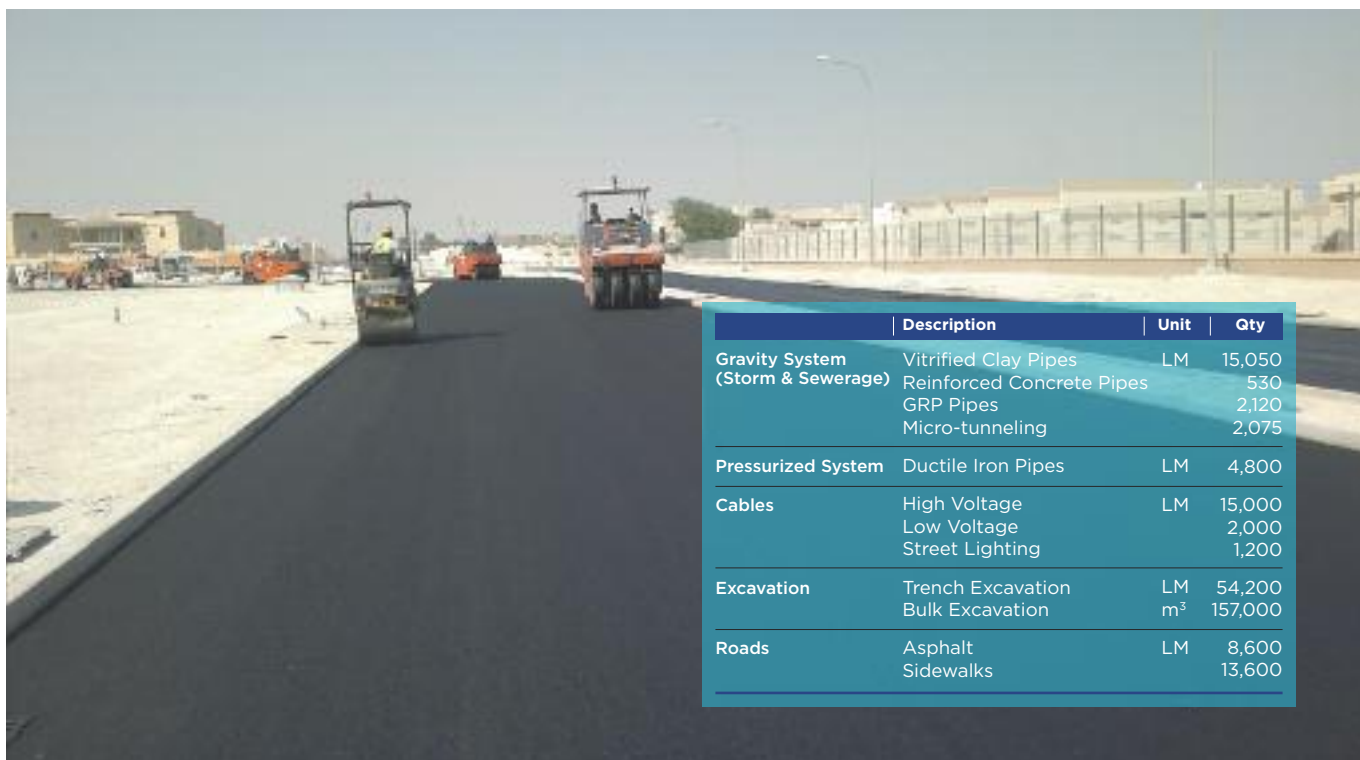 Description Unit Qty
Gravity System Vitrified Clay Pipes LM 15,050
(Storm & Sewerage) Reinforced Concrete Pipes 530
GRP Pipes 2,120
Micro-tunneling 2,075
Pressurized System Ductile Iron Pipes LM 4,800
Cables High Voltage LM 15,000
Low Voltage 2,000
Street Lighting 1,200
Excavation Trench Excavation LM 54,200
Bulk Excavation m³ 157,000
Roads Asphalt LM 8,600
Sidewalks 13,600